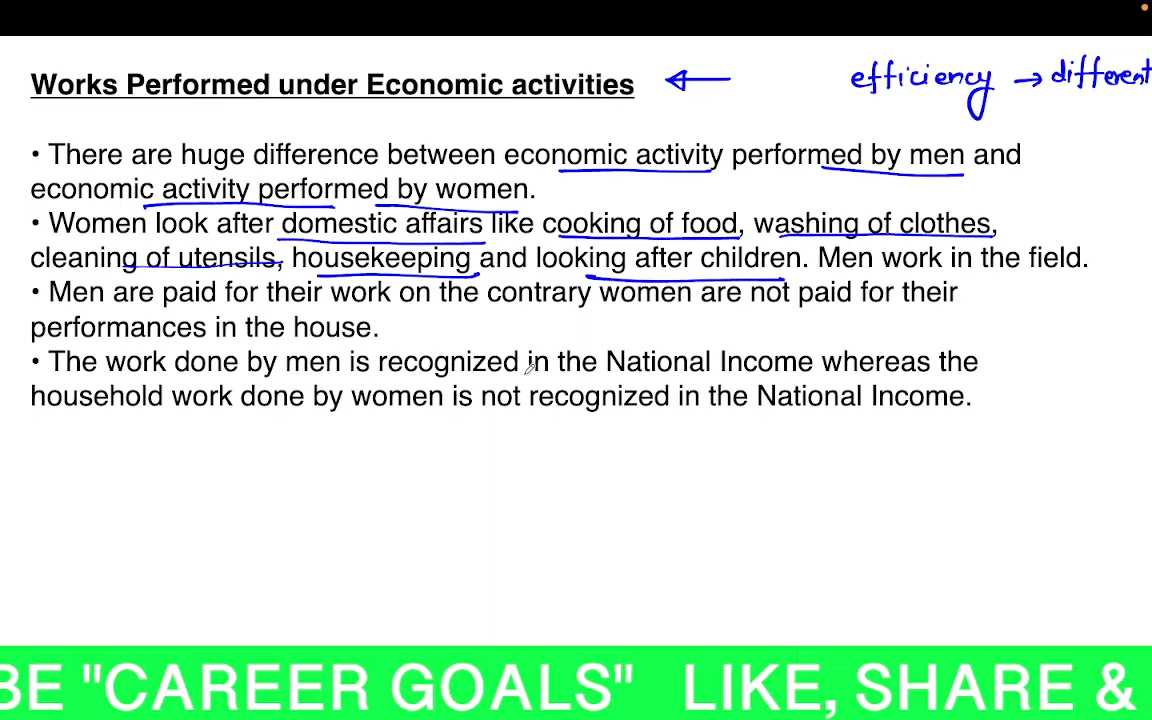 Works Performed under Economic activities ← efficiency → different
• There are huge difference between economic activity performed by men and
economic activity performed by women.
• Women look after domestic affairs like cooking of food, washing of clothes,
cleaning of utensils, housekeeping and looking after children. Men work in the field.
• Men are paid for their work on the contrary women are not paid for their
performances in the house.
• The work done by men is recognized in the National Income whereas the
household work done by women is not recognized in the National Income.
BE "CAREER GOALS" LIKE, SHARE &